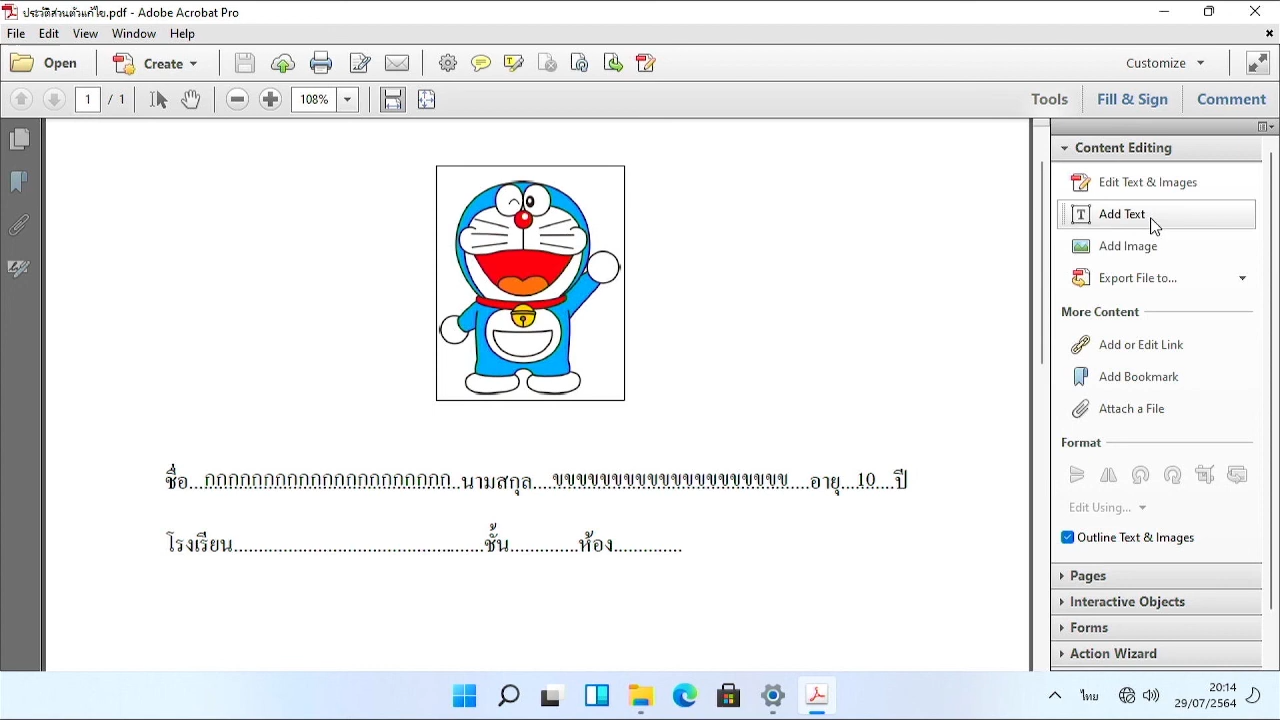 ประวัติส่วนตัวแก้ไข.pdf - Adobe Acrobat Pro
File Edit View Window Help
Open Create Customize
1 / 1 108% Tools Fill & Sign Comment
Content Editing
Edit Text & Images
T Add Text
Add Image
Export File to...
More Content
Add or Edit Link
Add Bookmark
Attach a File
Format
Edit Using...
Outline Text & Images
Pages
Interactive Objects
Forms
Action Wizard
ชื่อ...กกกกกกกกกกกกกกกกกกกกก..นามสกุล....ขขขขขขขขขขขขขขขขขขขข....อายุ...10....ปี
โรงเรียน..................................................ชั้น..............ห้อง..............
ไทย
20:14
29/07/2564